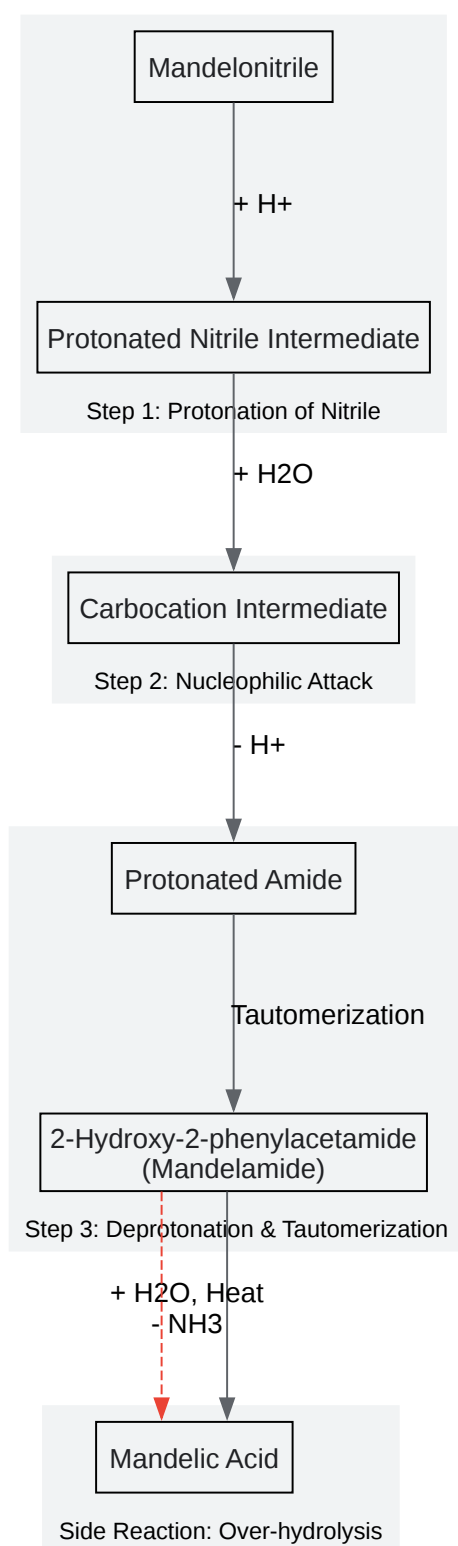 Mandelonitrile
+ H+
Protonated Nitrile Intermediate
Step 1: Protonation of Nitrile
+ H2O
Carbocation Intermediate
Step 2: Nucleophilic Attack
- H+
Protonated Amide
Tautomerization
2-Hydroxy-2-phenylacetamide
(Mandelamide)
Step 3: Deprotonation & Tautomerization
+ H2O, Heat
- NH3
Mandelic Acid
Side Reaction: Over-hydrolysis